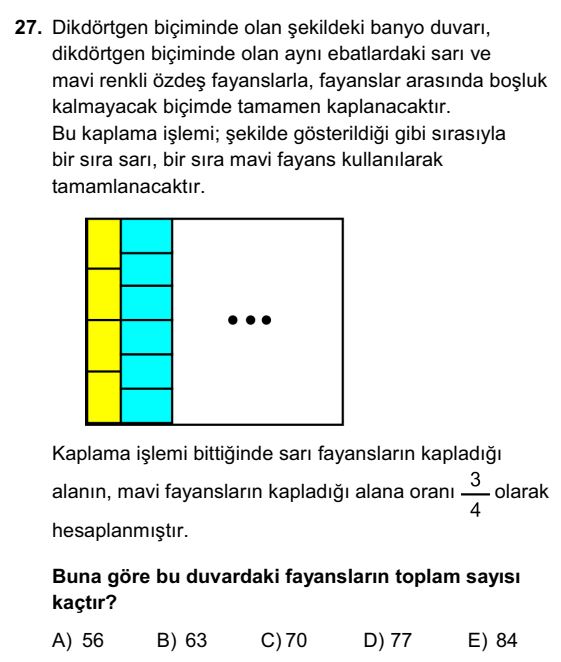 27. Dikdörtgen biçiminde olan şekildeki banyo duvarı,
dikdörtgen biçiminde olan aynı ebatlardaki sarı ve
mavi renkli özdeş fayanslarla, fayanslar arasında boşluk
kalmayacak biçimde tamamen kaplanacaktır.
Bu kaplama işlemi; şekilde gösterildiği gibi sırasıyla
bir sıra sarı, bir sıra mavi fayans kullanılarak
tamamlanacaktır.
Kaplama işlemi bittiğinde sarı fayansların kapladığı
alanın, mavi fayansların kapladığı alana oranı 3/4 olarak
hesaplanmıştır.
Buna göre bu duvardaki fayansların toplam sayısı
kaçtır?
A) 56 B) 63 C) 70 D) 77 E) 84